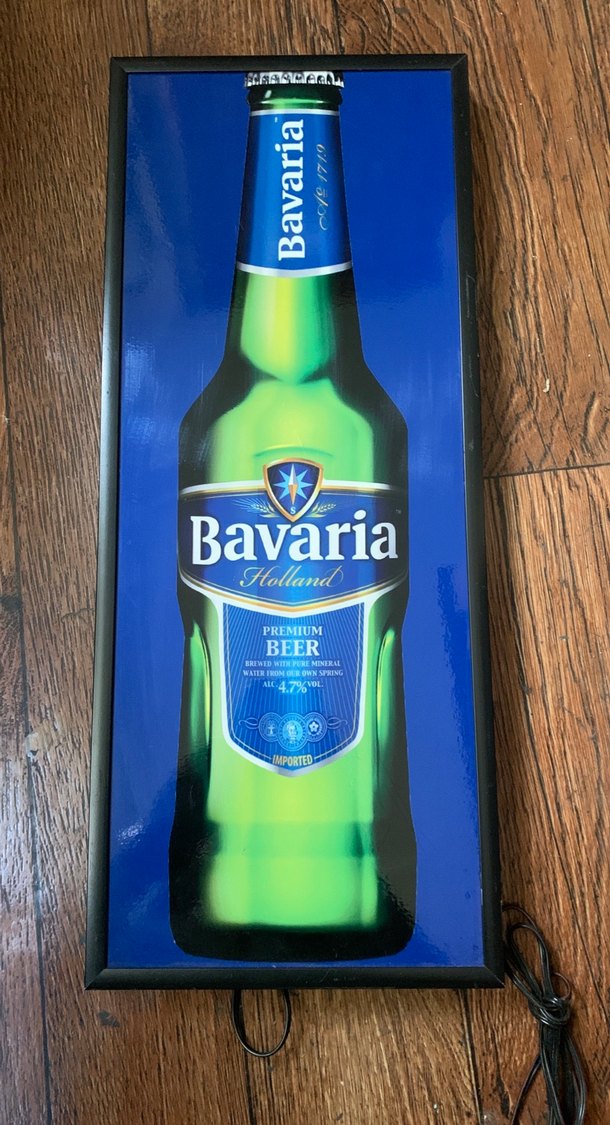 Bavaria
Aº 1719
S
Bavaria
Holland
PREMIUM
BEER
BREWED WITH PURE MINERAL
WATER FROM OUR OWN SPRING
ALC. 4.7% VOL.
IMPORTED